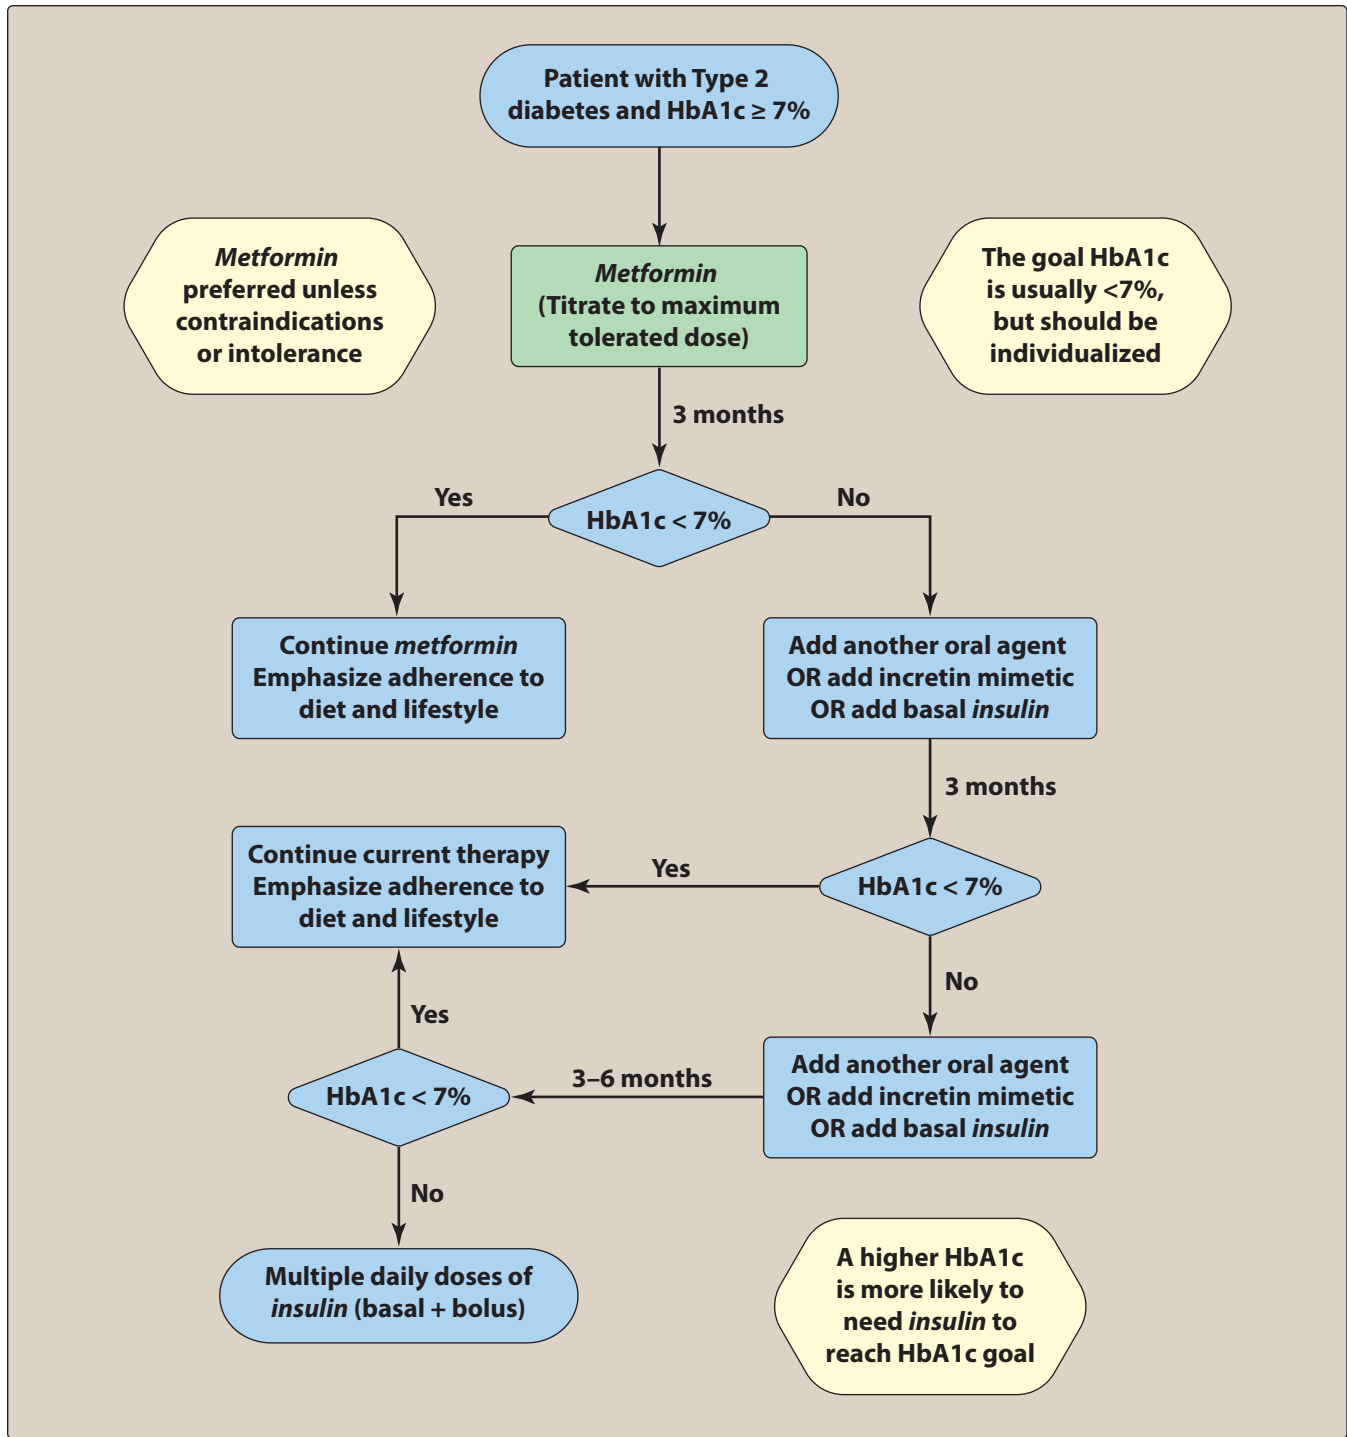 Patient with Type 2
diabetes and HbA1c ≥ 7%
Metformin
preferred unless
contraindications
or intolerance
Metformin
(Titrate to maximum
tolerated dose)
The goal HbA1c
is usually <7%,
but should be
individualized
3 months
Yes
HbA1c < 7%
No
Continue metformin
Emphasize adherence to
diet and lifestyle
Add another oral agent
OR add incretin mimetic
OR add basal insulin
3 months
Continue current therapy
Emphasize adherence to
diet and lifestyle
Yes
HbA1c < 7%
No
Yes
HbA1c < 7%
3–6 months
Add another oral agent
OR add incretin mimetic
OR add basal insulin
No
Multiple daily doses of
insulin (basal + bolus)
A higher HbA1c
is more likely to
need insulin to
reach HbA1c goal